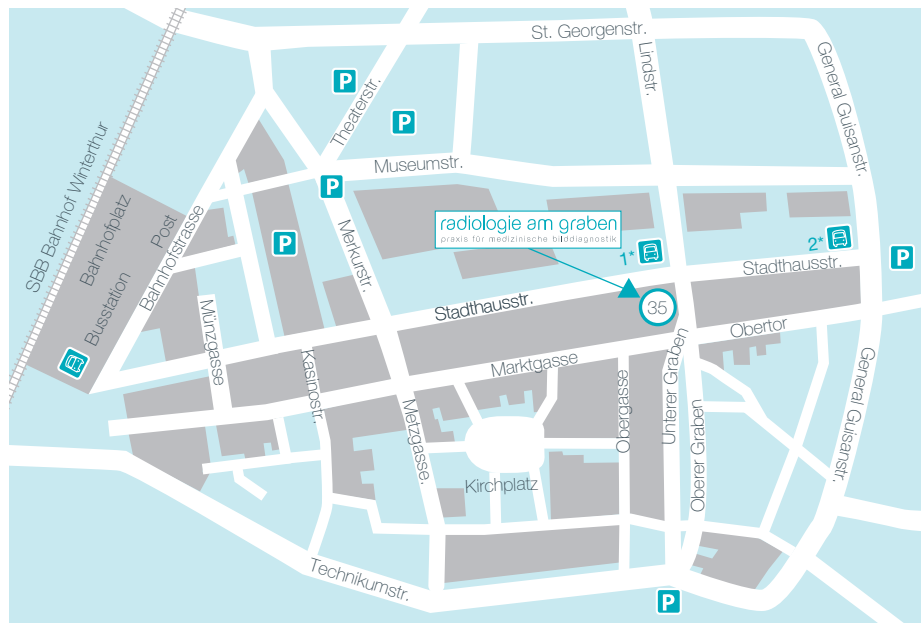 St. Georgenstr.
Lindstr.
General Guisanstr.
P
Theaterstr.
P
SBB Bahnhof Winterthur
Museumstr.
P
Bahnhofplatz
Post
Busstation
Bahnhofstrasse
P
Merkurstr.
radiologie am graben
praxis für medizinische bilddiagnostik
1*
2*
P
Stadthausstr.
Stadthausstr.
35
Münzgasse
Obertor
Kasinostr.
Marktgasse
Metzgasse.
Obergasse
Unterer Graben
Oberer Graben
General Guisanstr.
Kirchplatz
Technikumstr.
P